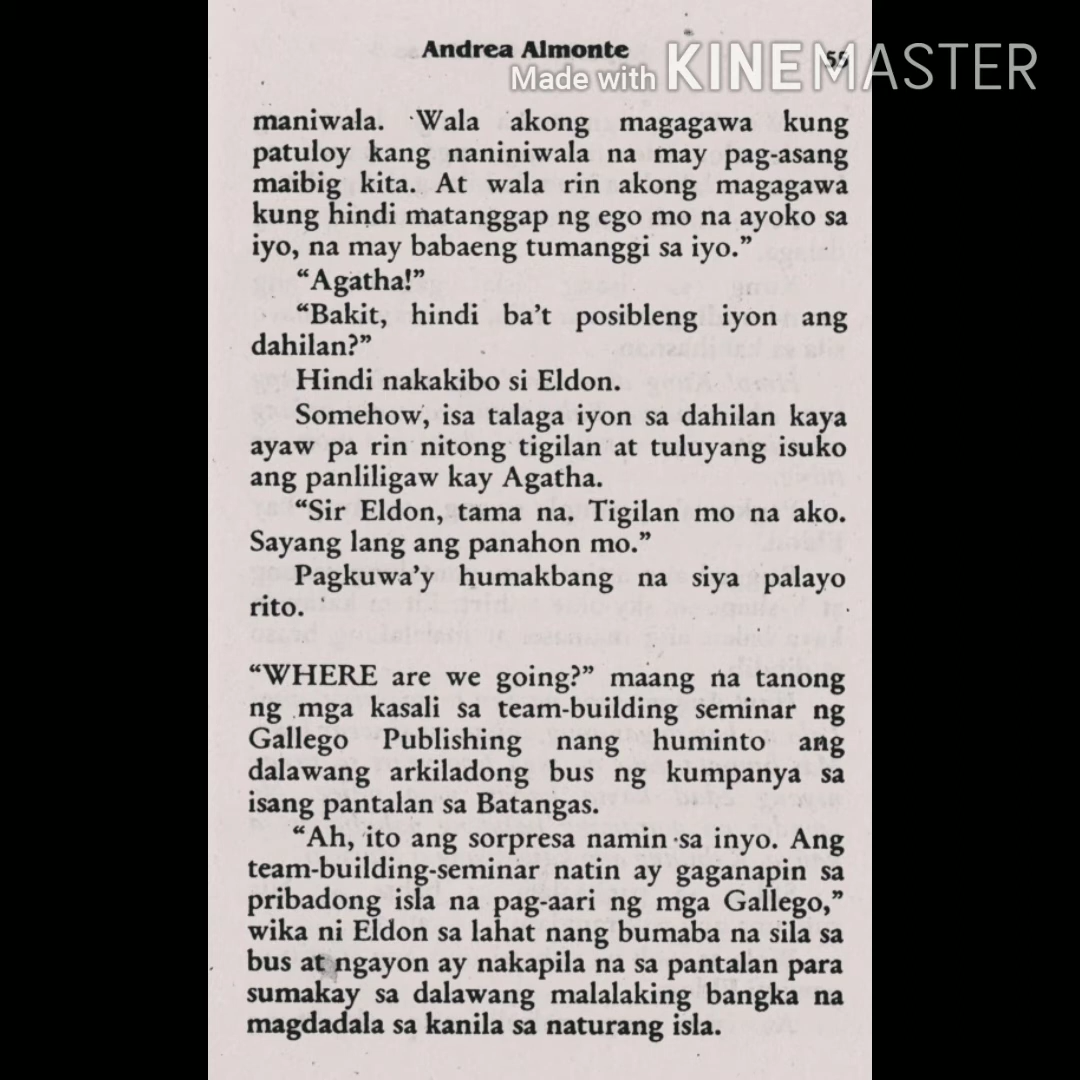 Andrea Almonte 55
Made with KINEMASTER
maniwala. Wala akong magagawa kung
patuloy kang naniniwala na may pag-asang
maibig kita. At wala rin akong magagawa
kung hindi matanggap ng ego mo na ayoko sa
iyo, na may babaeng tumanggi sa iyo.”
“Agatha!”
“Bakit, hindi ba’t posibleng iyon ang
dahilan?”
Hindi nakakibo si Eldon.
Somehow, isa talaga iyon sa dahilan kaya
ayaw pa rin nitong tigilan at tuluyang isuko
ang panliligaw kay Agatha.
“Sir Eldon, tama na. Tigilan mo na ako.
Sayang lang ang panahon mo.”
Pagkuwa’y humakbang na siya palayo
rito.
“WHERE are we going?” maang na tanong
ng mga kasali sa team-building seminar ng
Gallego Publishing nang huminto ang
dalawang arkiladong bus ng kumpanya sa
isang pantalan sa Batangas.
“Ah, ito ang sorpresa namin sa inyo. Ang
team-building-seminar natin ay gaganapin sa
pribadong isla na pag-aari ng mga Gallego,”
wika ni Eldon sa lahat nang bumaba na sila sa
bus at ngayon ay nakapila na sa pantalan para
sumakay sa dalawang malalaking bangka na
magdadala sa kanila sa naturang isla.